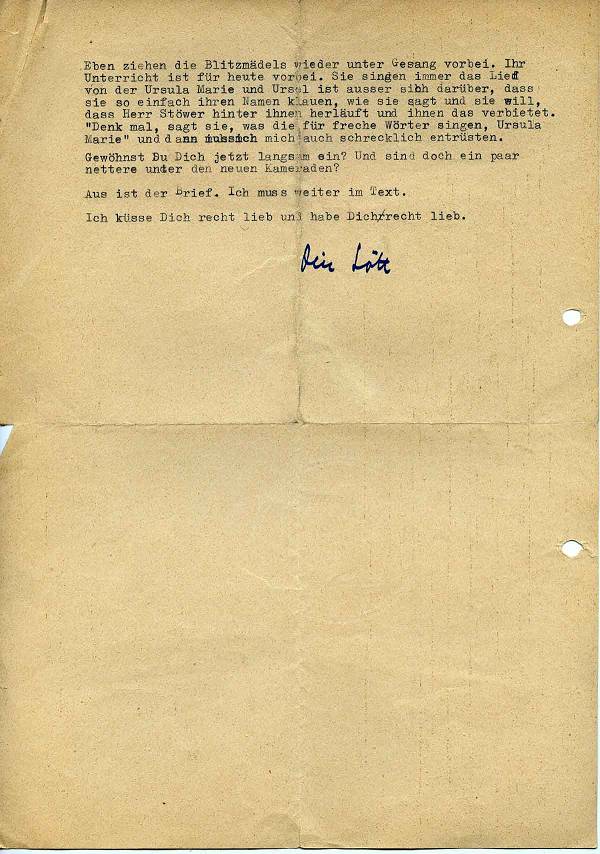 Eben ziehen die Blitzmädels wieder unter Gesang vorbei. Ihr
Unterricht ist für heute vorbei. Sie singen immer das Lied
von der Ursula Marie und Ursel ist ausser sihh darüber, dass
sie so einfach ihren Namen klauen, wie sie sagt und sie will,
dass Herr Stöwer hinter ihnen herläuft und ihnen das verbietet.
"Denk mal, sagt sie, was die für freche Wörter singen, Ursula
Marie" und dann mussich mich auch schrecklich entrüsten.
Gewöhnst Du Dich jetzt langsam ein? Und sind doch ein paar
nettere unter den neuen Kameraden?
Aus ist der Brief. Ich muss weiter im Text.
Ich küsse Dich recht lieb und habe Dich/recht lieb.
Dein Lött